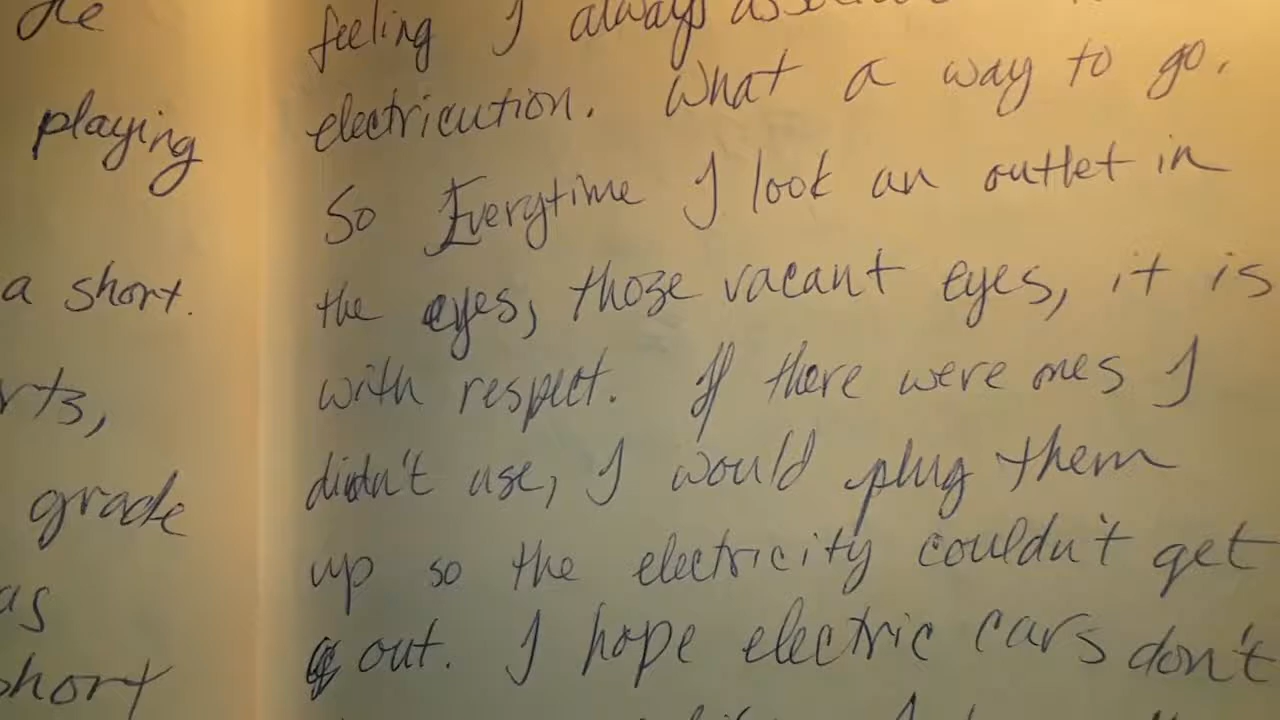 playing
a short.
grade
as
short
feeling I always
electricution. What a way to go.
So Everytime I look an outlet in
the eyes, those vacant eyes, it is
with respect. If there were ones I
didn't use, I would plug them
up so the electricity couldn't get
out. I hope electric cars don't